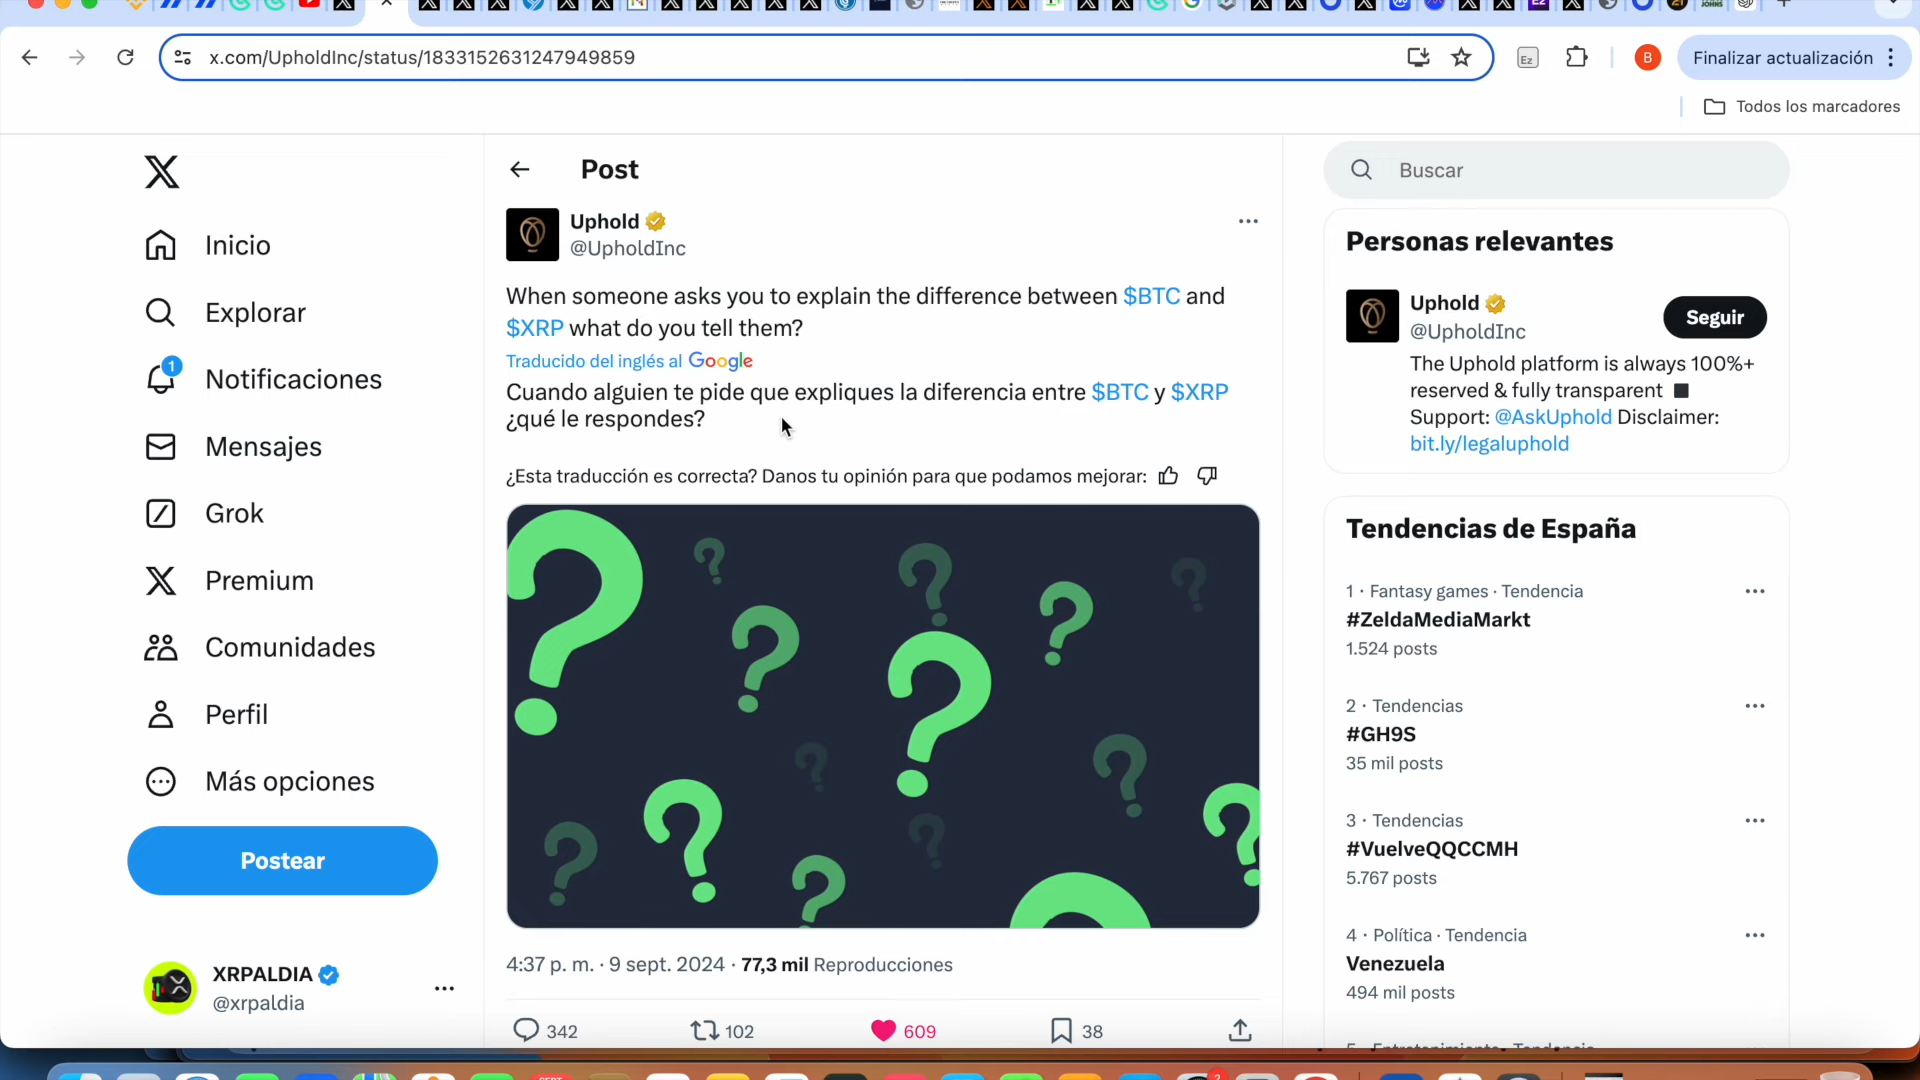 x.com/UpholdInc/status/1833152631247949859
Ez
B
Finalizar actualización
Todos los marcadores
Inicio
Explorar
1
Notificaciones
Mensajes
Grok
Premium
Comunidades
Perfil
Más opciones
Postear
XRPALDIA
@xrpaldia
Post
Uphold
@UpholdInc
When someone asks you to explain the difference between $BTC and
$XRP what do you tell them?
Traducido del inglés al Google
Cuando alguien te pide que expliques la diferencia entre $BTC y $XRP
¿qué le respondes?
¿Esta traducción es correcta? Danos tu opinión para que podamos mejorar:
4:37 p. m. · 9 sept. 2024 · 77,3 mil Reproducciones
342
102
609
38
Buscar
Personas relevantes
Uphold
@UpholdInc
Seguir
The Uphold platform is always 100%+
reserved & fully transparent
Support: @AskUphold Disclaimer:
bit.ly/legaluphold
Tendencias de España
1 · Fantasy games · Tendencia
#ZeldaMediaMarkt
1.524 posts
2 · Tendencias
#GH9S
35 mil posts
3 · Tendencias
#VuelveQQCCMH
5.767 posts
4 · Política · Tendencia
Venezuela
494 mil posts
5 · Entretenimiento · Tendencia
SEPT
2